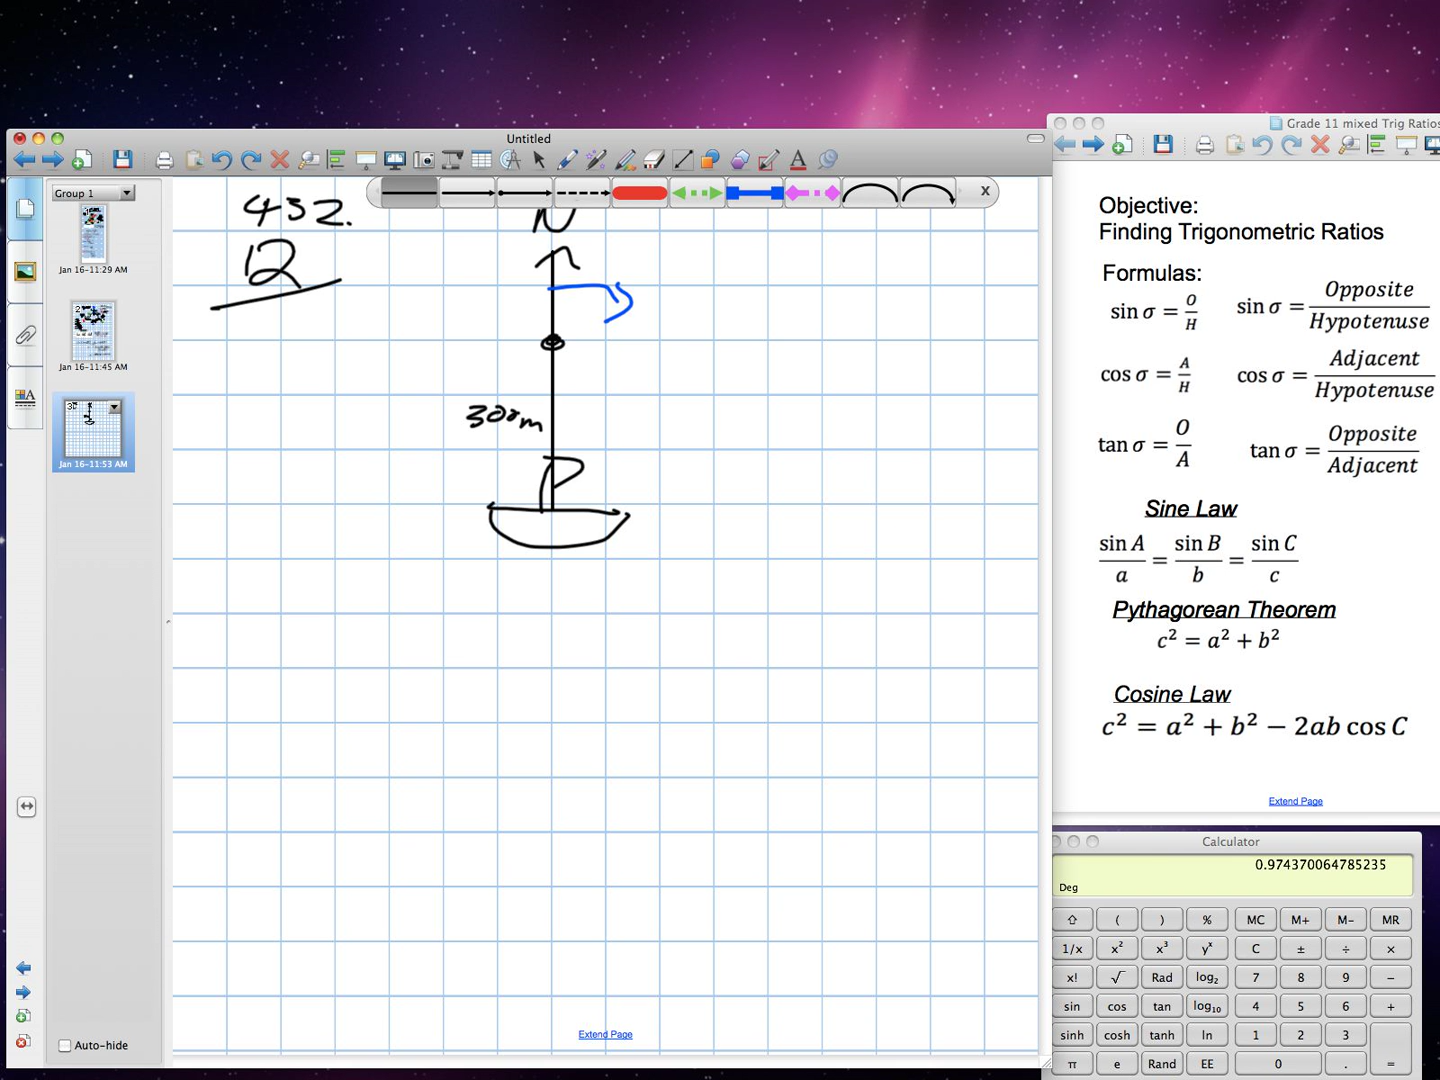 Untitled
Group 1
Jan 16-11:29 AM
Jan 16-11:45 AM
Jan 16-11:53 AM
Auto-hide
432.
12
N
300m
P
Extend Page
x
Grade 11 mixed Trig Ratios
Objective:
Finding Trigonometric Ratios
Formulas:
sin σ = O/H sin σ = Opposite/Hypotenuse
cos σ = A/H cos σ = Adjacent/Hypotenuse
tan σ = O/A tan σ = Opposite/Adjacent
Sine Law
sin A/a = sin B/b = sin C/c
Pythagorean Theorem
c² = a² + b²
Cosine Law
c² = a² + b² − 2ab cos C
Extend Page
Calculator
0.974370064785235
Deg
( ) % MC M+ M- MR
1/x x² x³ yˣ C ± ÷ ×
x! √ Rad log₂ 7 8 9 −
sin cos tan log₁₀ 4 5 6 +
sinh cosh tanh ln 1 2 3
π e Rand EE 0 . =